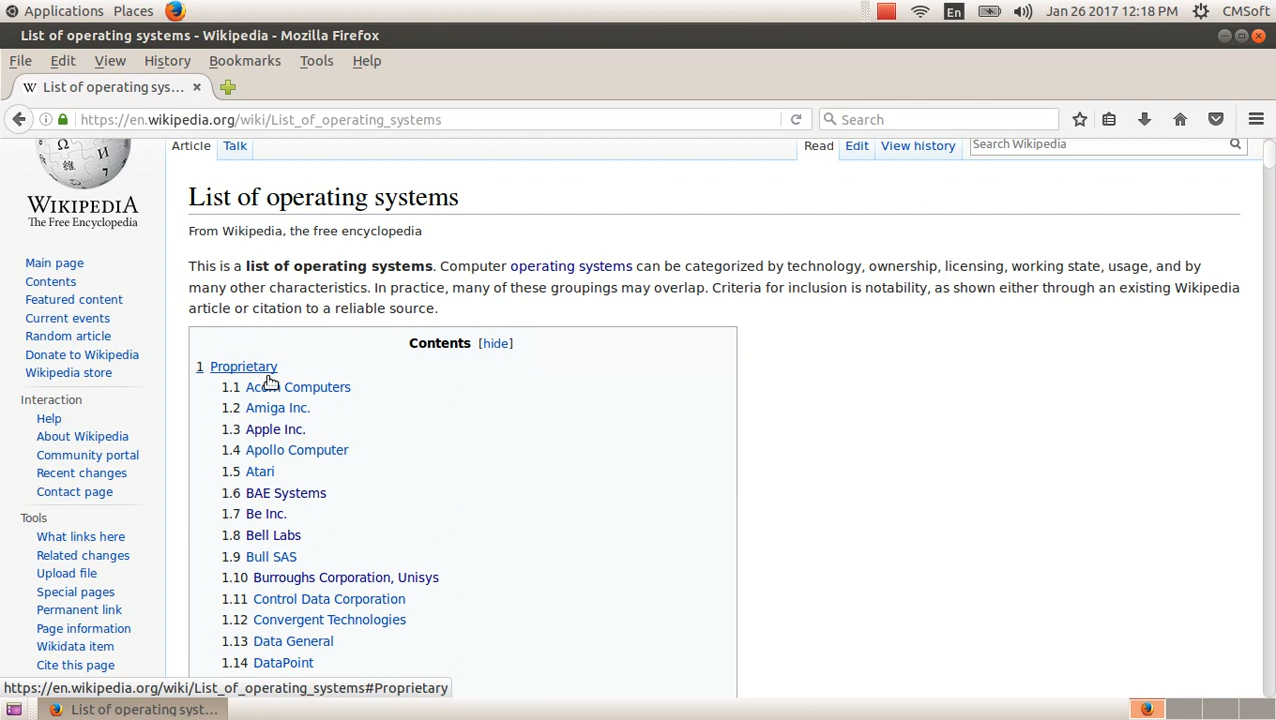 Applications Places En Jan 26 2017 12:18 PM CMSoft
List of operating systems - Wikipedia - Mozilla Firefox
File Edit View History Bookmarks Tools Help
W List of operating sys...
https://en.wikipedia.org/wiki/List_of_operating_systems Search
Article Talk Read Edit View history Search Wikipedia
WIKIPEDIA
The Free Encyclopedia
Main page
Contents
Featured content
Current events
Random article
Donate to Wikipedia
Wikipedia store
Interaction
Help
About Wikipedia
Community portal
Recent changes
Contact page
Tools
What links here
Related changes
Upload file
Special pages
Permanent link
Page information
Wikidata item
Cite this page
List of operating systems
From Wikipedia, the free encyclopedia
This is a list of operating systems. Computer operating systems can be categorized by technology, ownership, licensing, working state, usage, and by
many other characteristics. In practice, many of these groupings may overlap. Criteria for inclusion is notability, as shown either through an existing Wikipedia
article or citation to a reliable source.
Contents [hide]
1 Proprietary
1.1 Acorn Computers
1.2 Amiga Inc.
1.3 Apple Inc.
1.4 Apollo Computer
1.5 Atari
1.6 BAE Systems
1.7 Be Inc.
1.8 Bell Labs
1.9 Bull SAS
1.10 Burroughs Corporation, Unisys
1.11 Control Data Corporation
1.12 Convergent Technologies
1.13 Data General
1.14 DataPoint
https://en.wikipedia.org/wiki/List_of_operating_systems#Proprietary
List of operating syst...